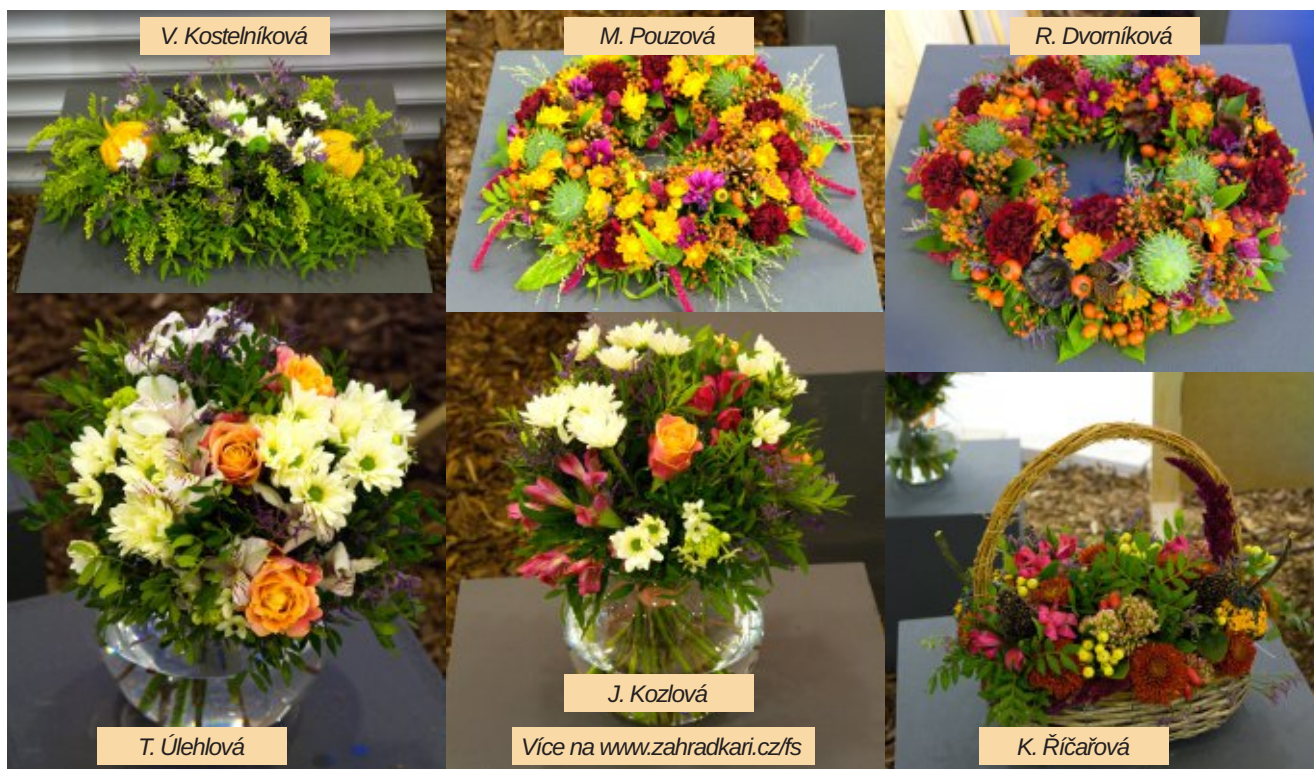 V. Kostelníková
M. Pouzová
R. Dvorníková
T. Úlehlová
J. Kozlová
Více na www.zahradkari.cz/fs
K. Říčařová